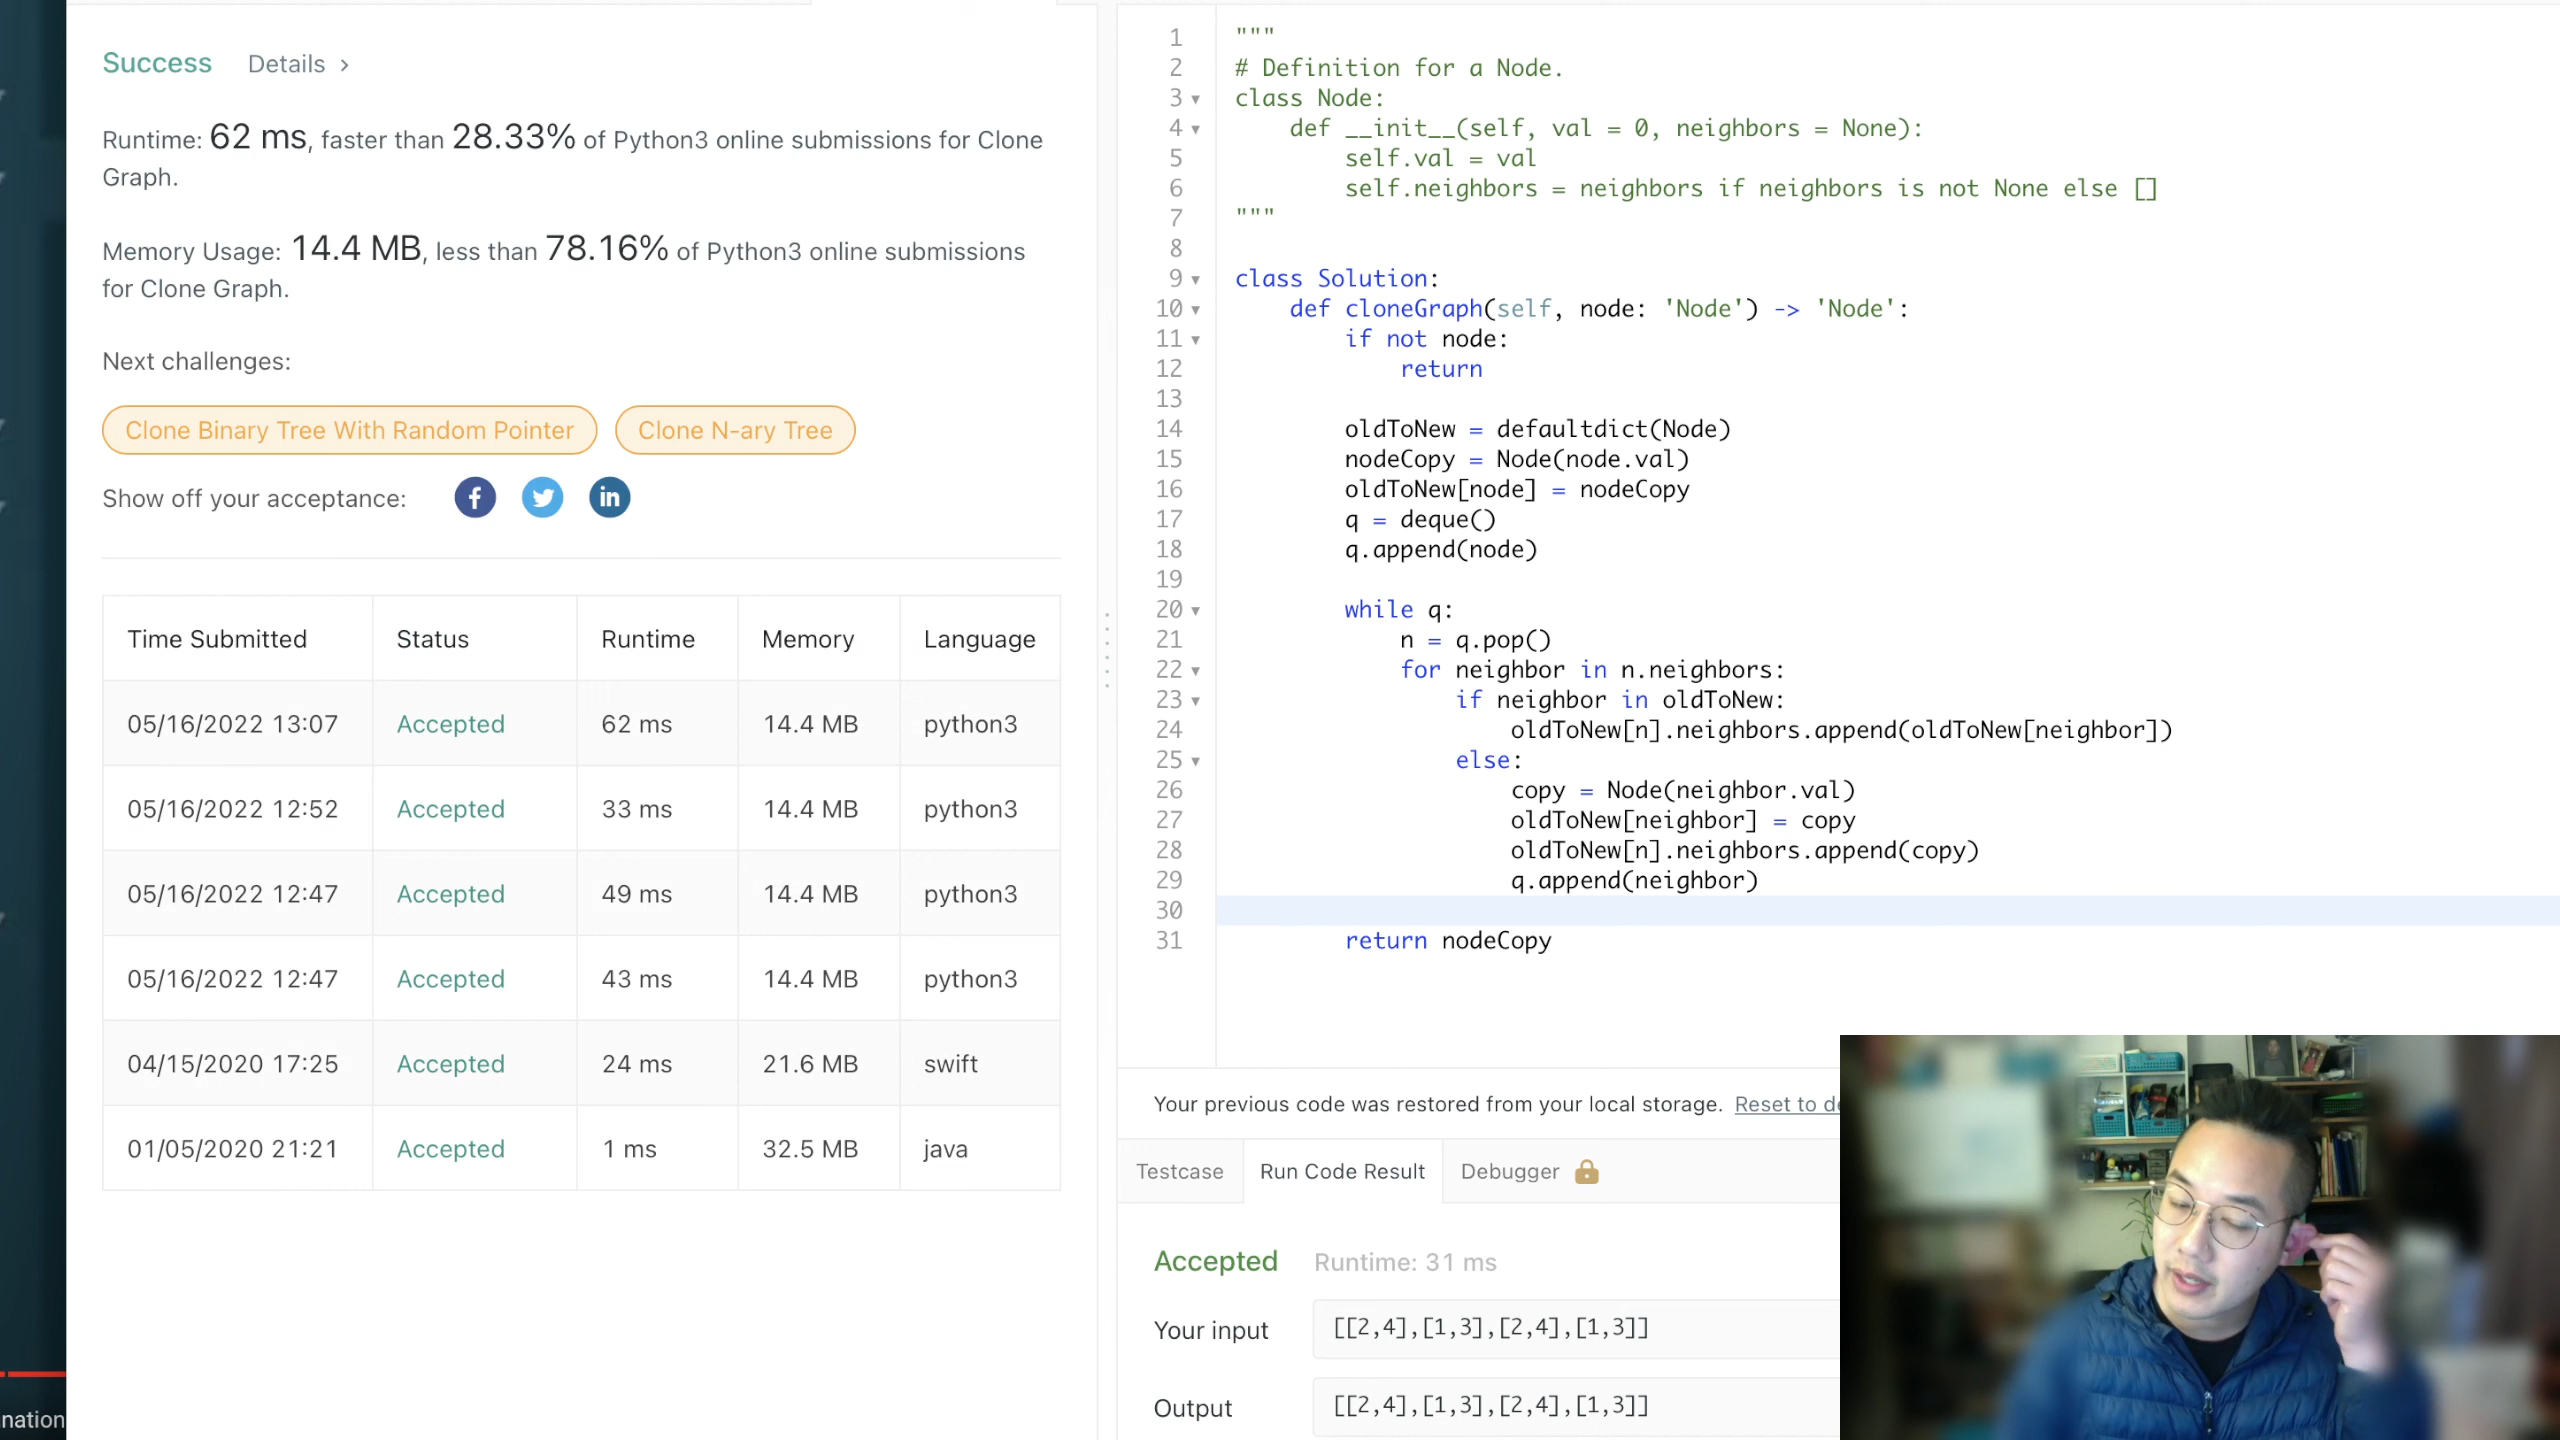 Success Details >
Runtime: 62 ms, faster than 28.33% of Python3 online submissions for Clone
Graph.
Memory Usage: 14.4 MB, less than 78.16% of Python3 online submissions
for Clone Graph.
Next challenges:
Clone Binary Tree With Random Pointer Clone N-ary Tree
Show off your acceptance: f in
Time Submitted Status Runtime Memory Language
05/16/2022 13:07 Accepted 62 ms 14.4 MB python3
05/16/2022 12:52 Accepted 33 ms 14.4 MB python3
05/16/2022 12:47 Accepted 49 ms 14.4 MB python3
05/16/2022 12:47 Accepted 43 ms 14.4 MB python3
04/15/2020 17:25 Accepted 24 ms 21.6 MB swift
01/05/2020 21:21 Accepted 1 ms 32.5 MB java
nation
1 """
2 # Definition for a Node.
3 class Node:
4     def __init__(self, val = 0, neighbors = None):
5         self.val = val
6         self.neighbors = neighbors if neighbors is not None else []
7 """
8
9 class Solution:
10     def cloneGraph(self, node: 'Node') -> 'Node':
11         if not node:
12             return
13
14         oldToNew = defaultdict(Node)
15         nodeCopy = Node(node.val)
16         oldToNew[node] = nodeCopy
17         q = deque()
18         q.append(node)
19
20         while q:
21             n = q.pop()
22             for neighbor in n.neighbors:
23                 if neighbor in oldToNew:
24                     oldToNew[n].neighbors.append(oldToNew[neighbor])
25                 else:
26                     copy = Node(neighbor.val)
27                     oldToNew[neighbor] = copy
28                     oldToNew[n].neighbors.append(copy)
29                     q.append(neighbor)
30
31         return nodeCopy
Your previous code was restored from your local storage. Reset to de
Testcase Run Code Result Debugger
Accepted Runtime: 31 ms
Your input [[2,4],[1,3],[2,4],[1,3]]
Output [[2,4],[1,3],[2,4],[1,3]]